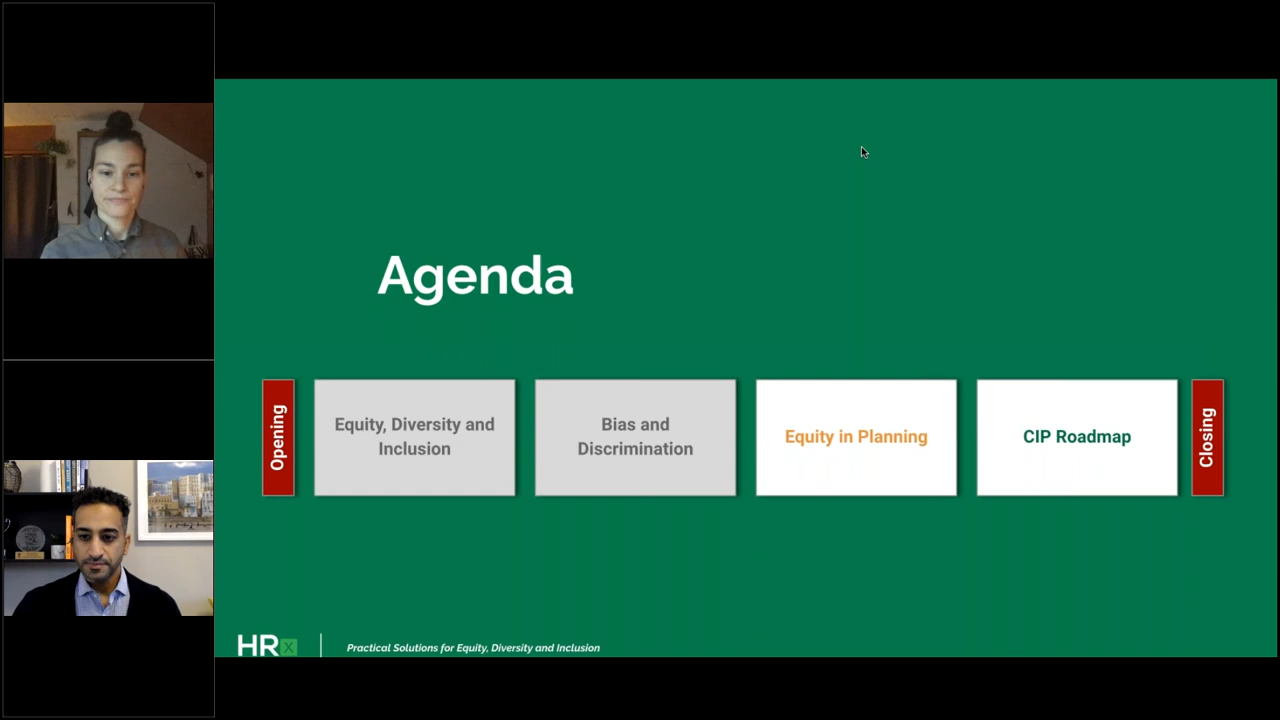 Agenda
Opening
Equity, Diversity and
Inclusion
Bias and
Discrimination
Equity in Planning
CIP Roadmap
Closing
HRx
Practical Solutions for Equity, Diversity and Inclusion